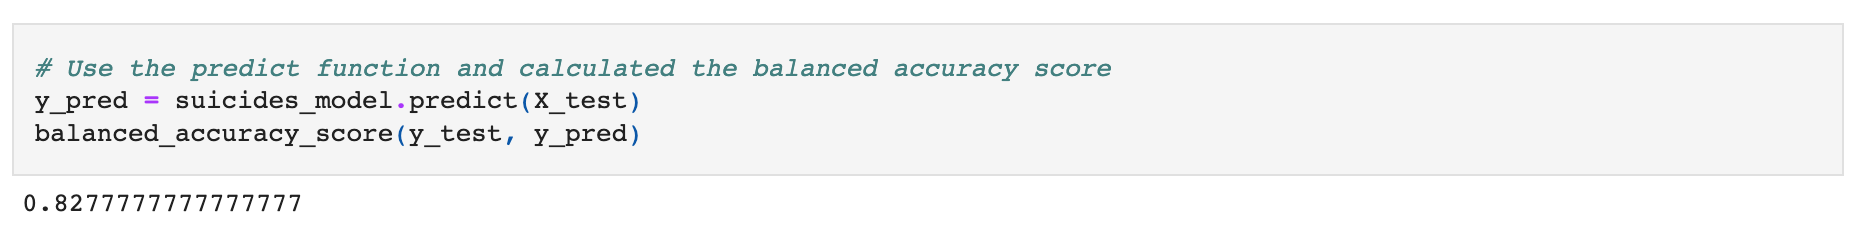 # Use the predict function and calculated the balanced accuracy score
y_pred = suicides_model.predict(X_test)
balanced_accuracy_score(y_test, y_pred)
0.8277777777777777